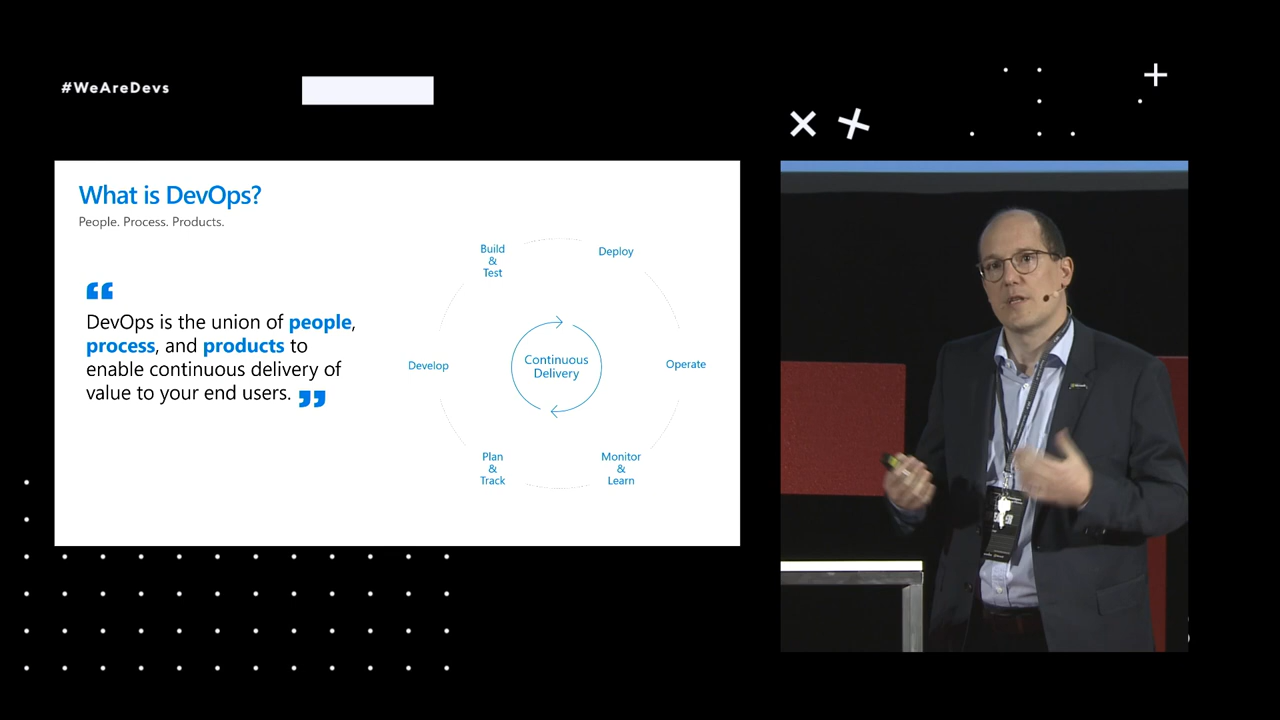 #WeAreDevs
What is DevOps?
People. Process. Products.
“
DevOps is the union of people,
process, and products to
enable continuous delivery of
value to your end users. ”
Build
&
Test
Deploy
Develop
Continuous
Delivery
Operate
Plan
&
Track
Monitor
&
Learn